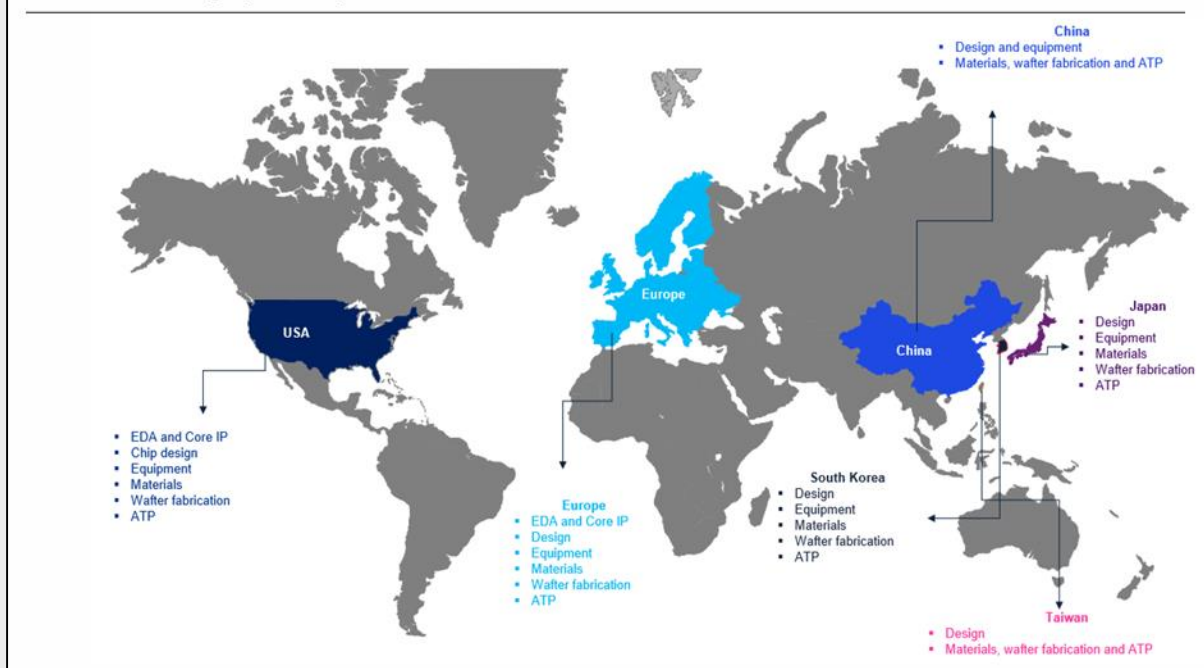 China
▪ Design and equipment
▪ Materials, wafter fabrication and ATP
USA
Europe
China
Japan
▪ Design
▪ Equipment
▪ Materials
▪ Wafter fabrication
▪ ATP
▪ EDA and Core IP
▪ Chip design
▪ Equipment
▪ Materials
▪ Wafter fabrication
▪ ATP
Europe
▪ EDA and Core IP
▪ Design
▪ Equipment
▪ Materials
▪ Wafter fabrication
▪ ATP
South Korea
▪ Design
▪ Equipment
▪ Materials
▪ Wafter fabrication
▪ ATP
Taiwan
▪ Design
▪ Materials, wafter fabrication and ATP